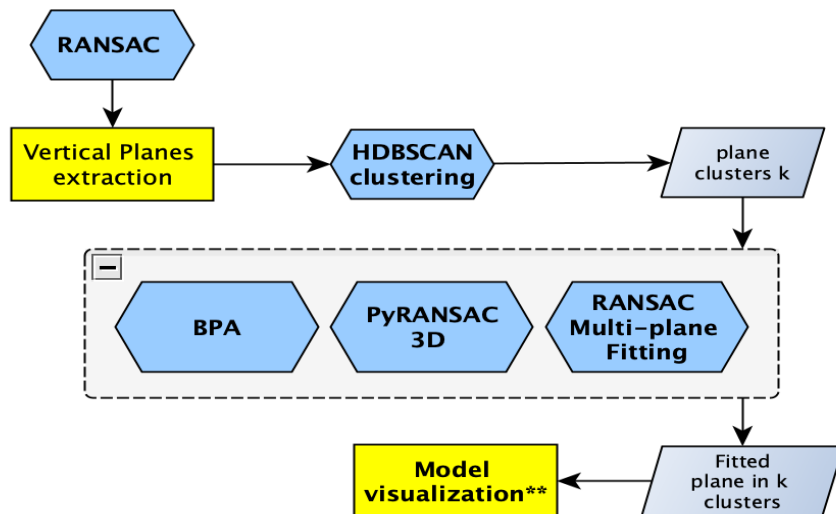 RANSAC
Vertical Planes
extraction
HDBSCAN
clustering
plane
clusters k
BPA
PyRANSAC
3D
RANSAC
Multi-plane
Fitting
Model
visualization**
Fitted
plane in k
clusters